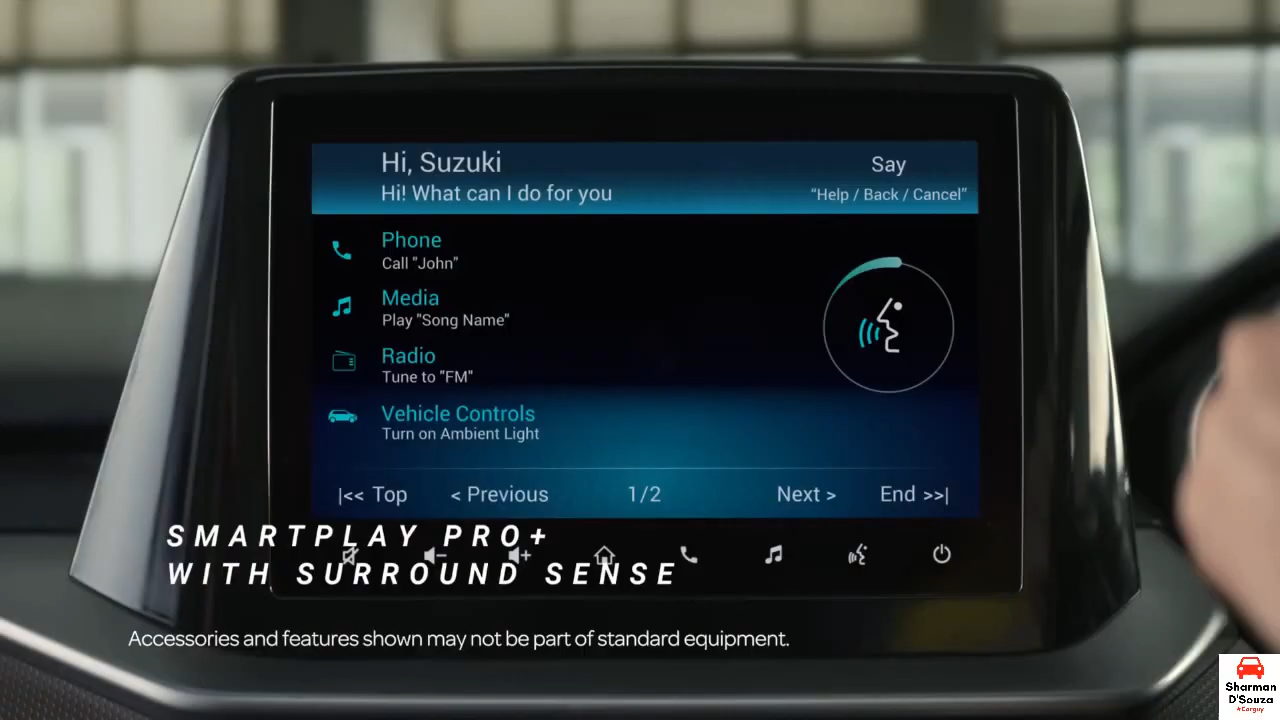 Hi, Suzuki
Hi! What can I do for you
Say
"Help / Back / Cancel"
Phone
Call "John"
Media
Play "Song Name"
Radio
Tune to "FM"
Vehicle Controls
Turn on Ambient Light
|<< Top < Previous 1/2 Next > End >>|
SMARTPLAY PRO+
WITH SURROUND SENSE
Accessories and features shown may not be part of standard equipment.
Sharman
D'Souza
#Carguy